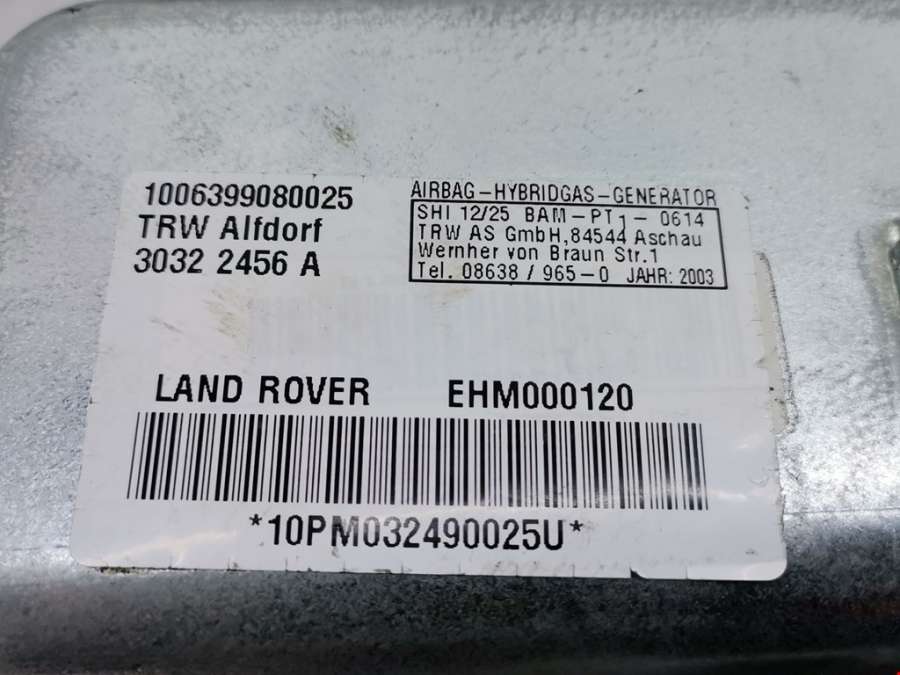 1006399080025
TRW Alfdorf
3032 2456 A
AIRBAG-HYBRIDGAS-GENERATOR
SHI 12/25 BAM-PT1- 0614
TRW AS GmbH,84544 Aschau
Wernher von Braun Str.1
Tel. 08638 / 965-0 JAHR: 2003
LAND ROVER EHM000120
*10PM032490025U*